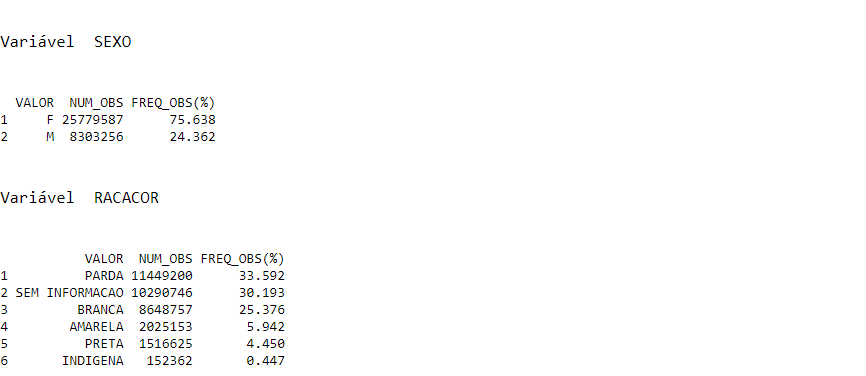 Variável  SEXO
VALOR  NUM_OBS FREQ_OBS(%)
1     F 25779587      75.638
2     M  8303256      24.362
Variável  RACACOR
VALOR  NUM_OBS FREQ_OBS(%)
1          PARDA 11449200      33.592
2 SEM INFORMACAO 10290746      30.193
3         BRANCA  8648757      25.376
4        AMARELA  2025153       5.942
5          PRETA  1516625       4.450
6       INDIGENA   152362       0.447